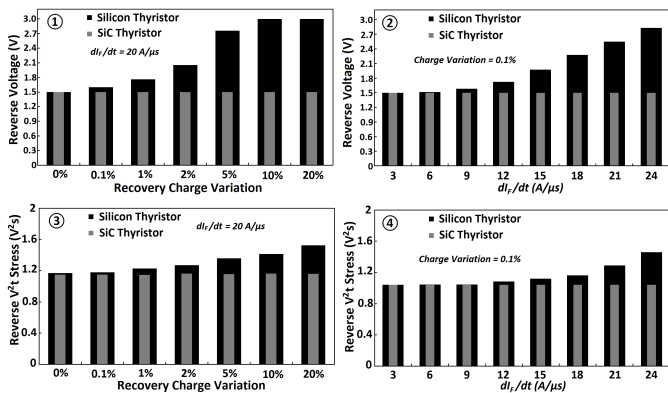 ①
Silicon Thyristor
SiC Thyristor
dI_F/dt = 20 A/µs
Reverse Voltage (V)
3.0
2.7
2.4
2.1
1.8
1.5
1.2
0.9
0.6
0.3
0
0% 0.1% 1% 2% 5% 10% 20%
Recovery Charge Variation
②
Silicon Thyristor
SiC Thyristor
Charge Variation = 0.1%
Reverse Voltage (V)
3.0
2.7
2.4
2.1
1.8
1.5
1.2
0.9
0.6
0.3
0
3 6 9 12 15 18 21 24
dI_F/dt (A/µs)
③
Silicon Thyristor
SiC Thyristor
dI_F/dt = 20 A/µs
Reverse V²t Stress (V²s)
2
1.6
1.2
0.8
0.4
0
0% 0.1% 1% 2% 5% 10% 20%
Recovery Charge Variation
④
Silicon Thyristor
SiC Thyristor
Charge Variation = 0.1%
Reverse V²t Stress (V²s)
2.0
1.6
1.2
0.8
0.4
0
3 6 9 12 15 18 21 24
dI_F/dt (A/µs)